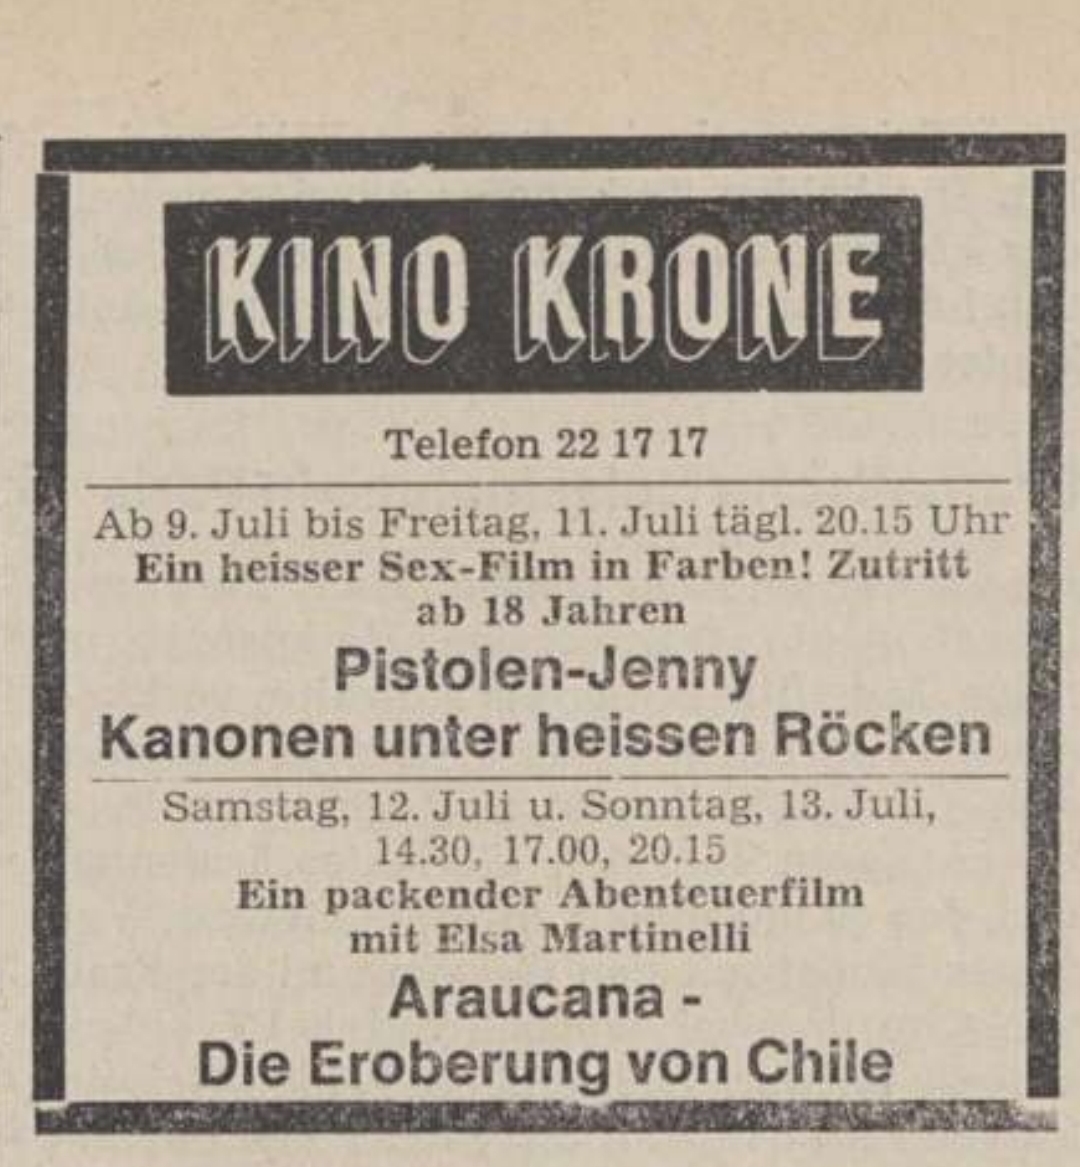 KINO KRONE
Telefon 22 17 17
Ab 9. Juli bis Freitag, 11. Juli tägl. 20.15 Uhr
Ein heisser Sex-Film in Farben! Zutritt
ab 18 Jahren
Pistolen-Jenny
Kanonen unter heissen Röcken
Samstag, 12. Juli u. Sonntag, 13. Juli,
14.30, 17.00, 20.15
Ein packender Abenteuerfilm
mit Elsa Martinelli
Araucana -
Die Eroberung von Chile